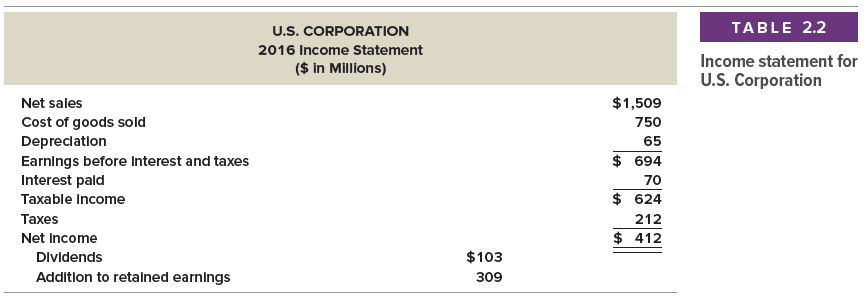 U.S. CORPORATION
2016 Income Statement
($ in Millions)
Net sales $1,509
Cost of goods sold 750
Depreciation 65
Earnings before interest and taxes $ 694
Interest paid 70
Taxable income $ 624
Taxes 212
Net income $ 412
Dividends $103
Addition to retained earnings 309
TABLE 2.2
Income statement for
U.S. Corporation